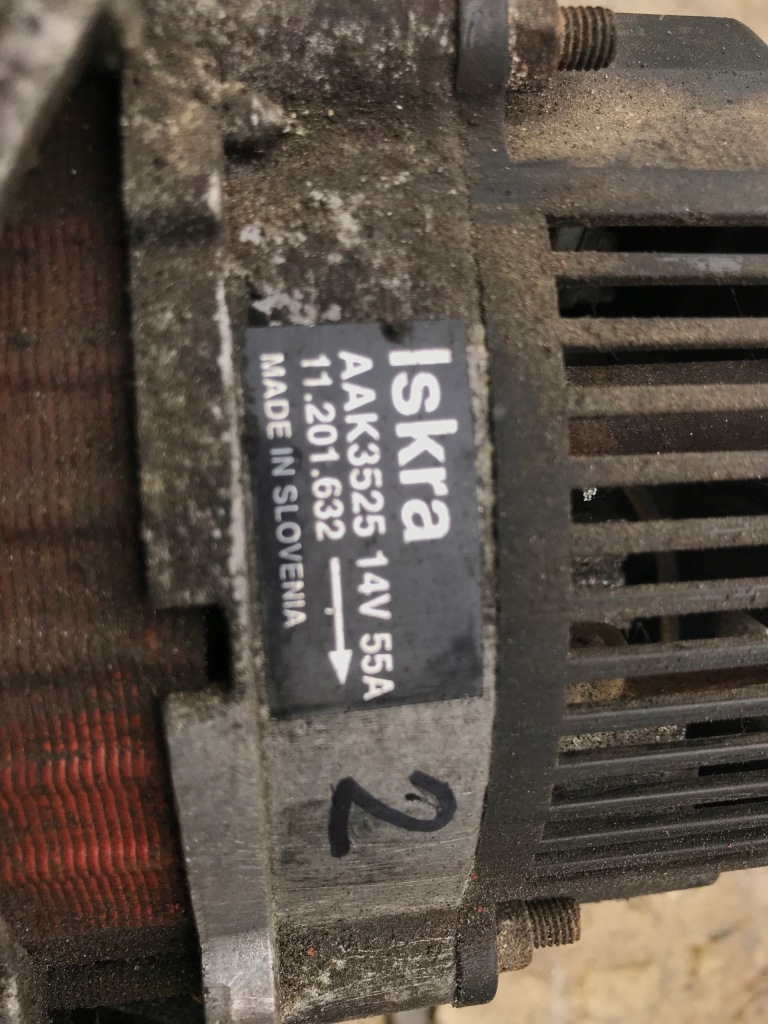 Iskra
AAK3525 14V 55A
11.201.632 →
MADE IN SLOVENIA
2